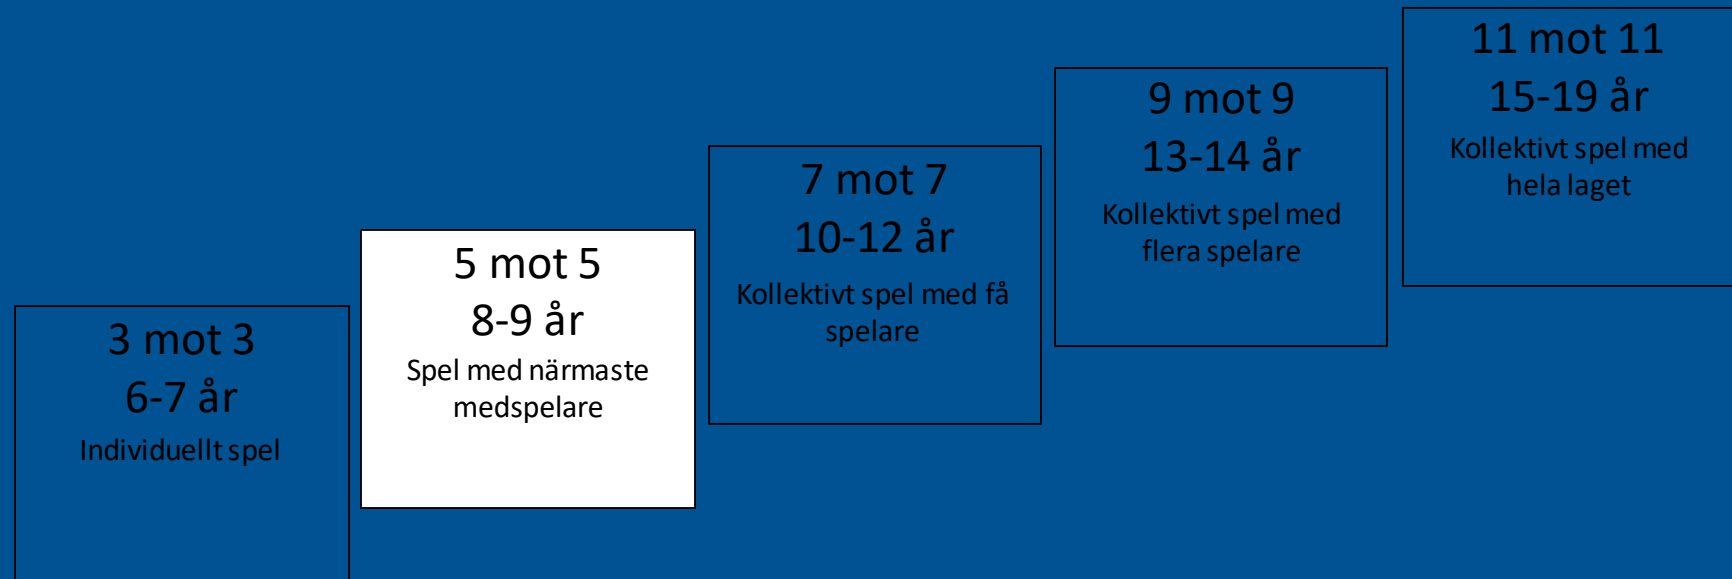 3 mot 3
6-7 år
Individuellt spel
5 mot 5
8-9 år
Spel med närmaste
medspelare
7 mot 7
10-12 år
Kollektivt spel med få
spelare
9 mot 9
13-14 år
Kollektivt spel med
flera spelare
11 mot 11
15-19 år
Kollektivt spel med
hela laget